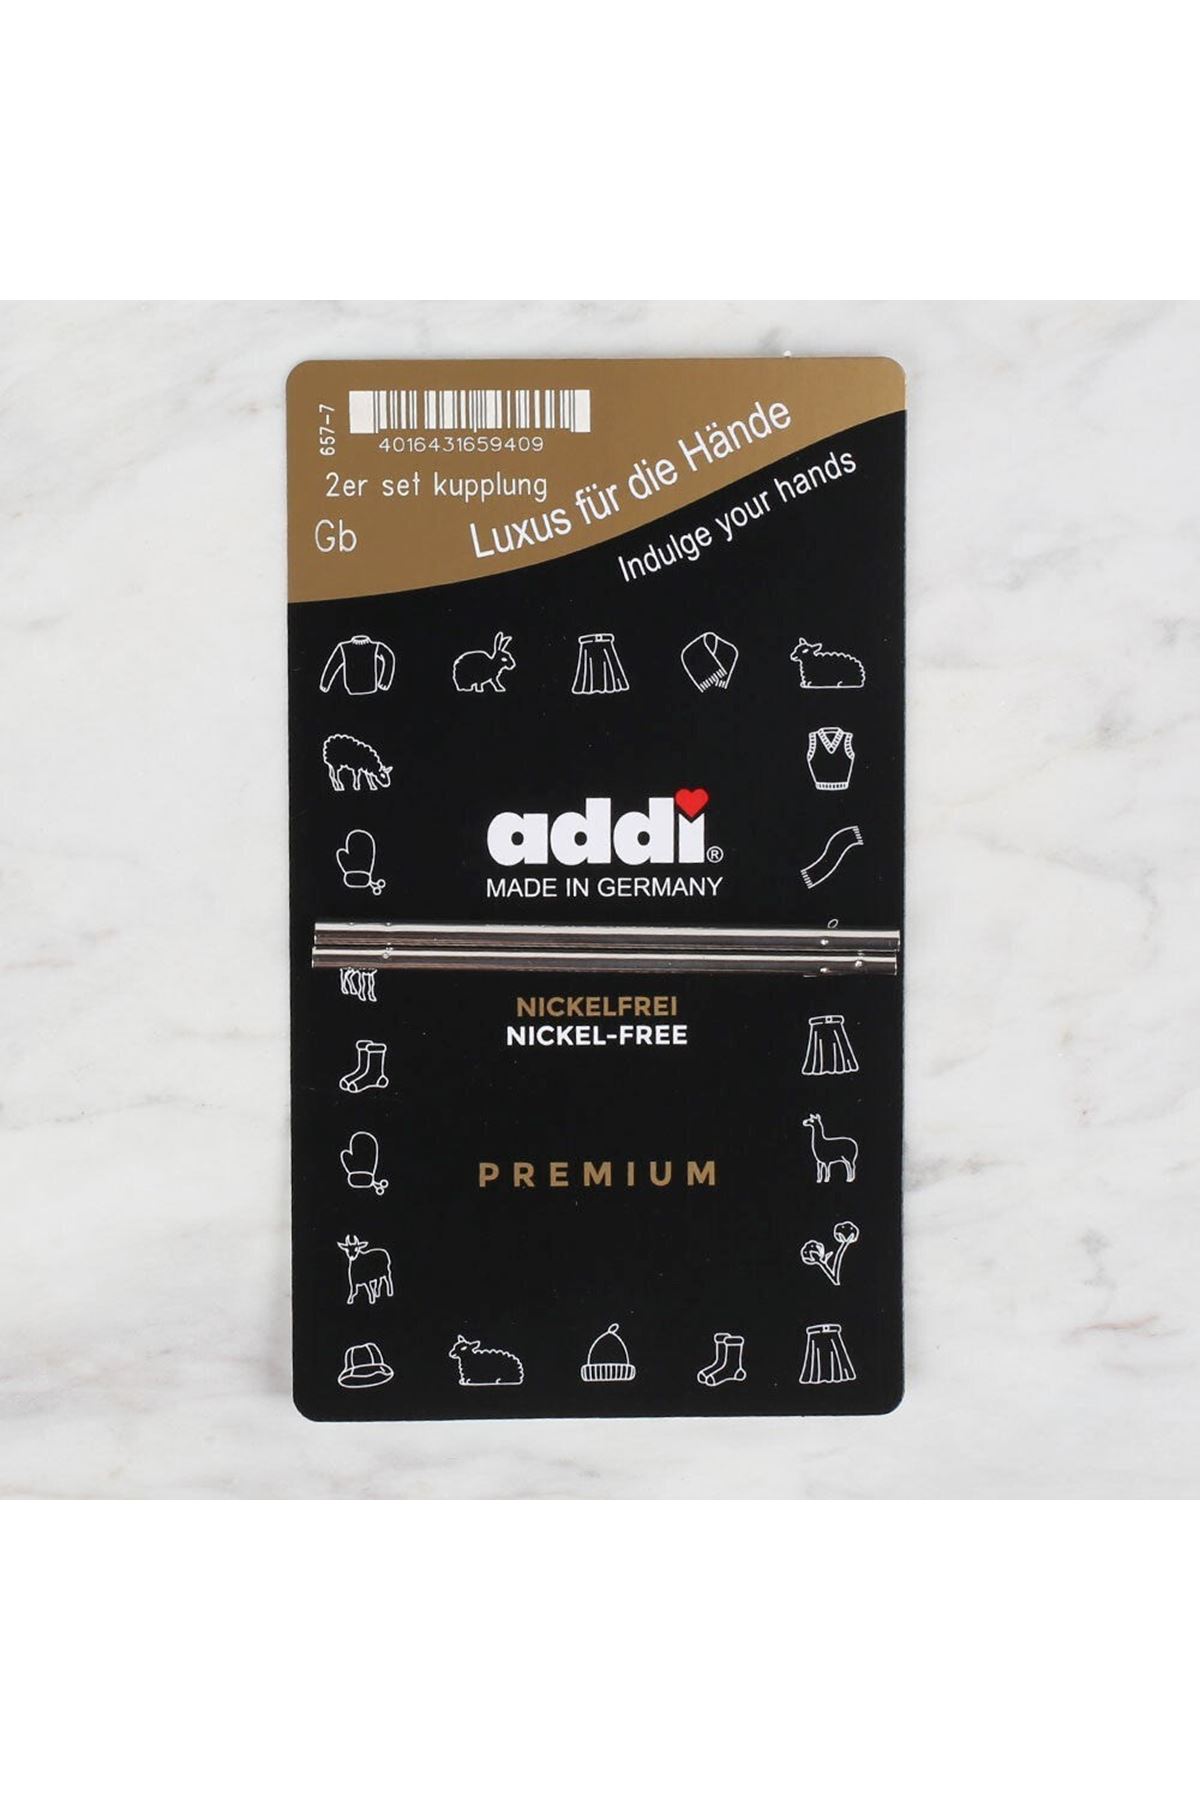 657-7
4016431659409
2er set kupplung
Gb
Luxus für die Hände
Indulge your hands
addi®
MADE IN GERMANY
NICKELFREI
NICKEL-FREE
PREMIUM